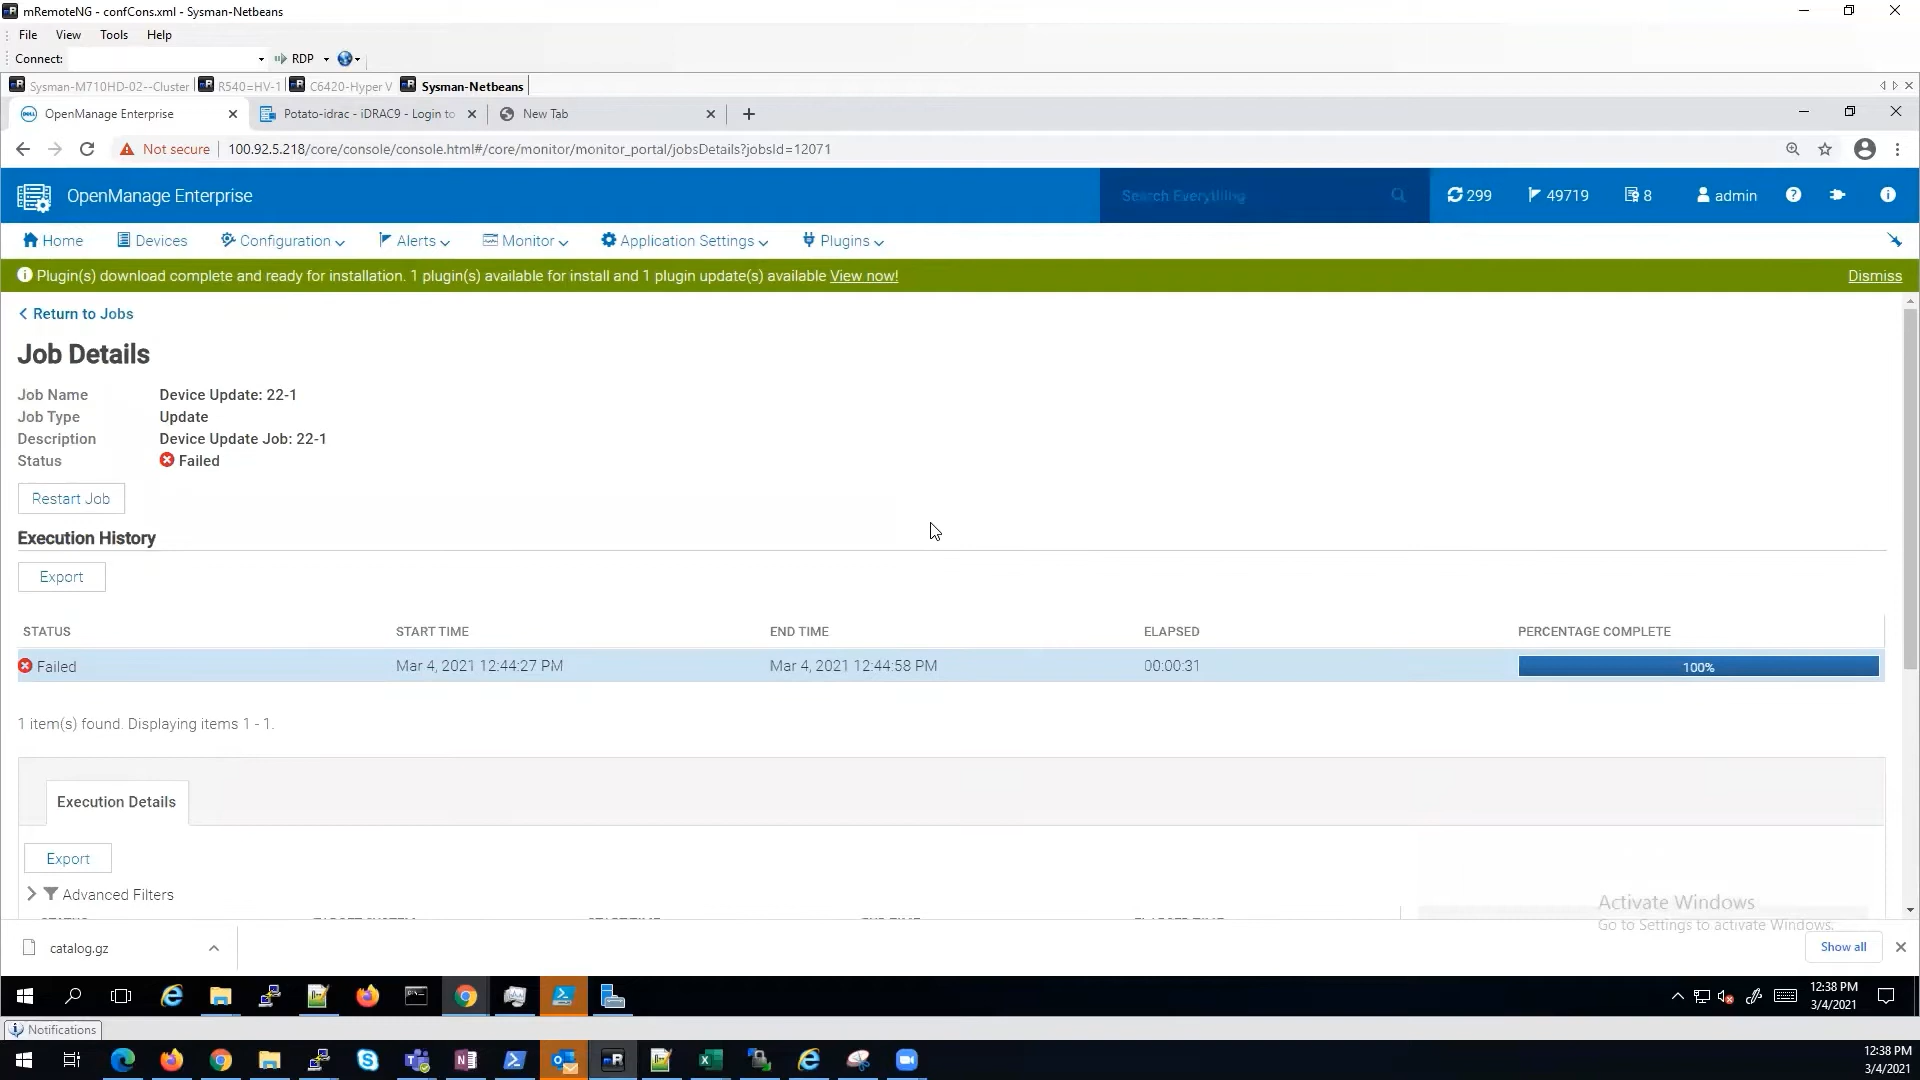 mRemoteNG - confCons.xml - Sysman-Netbeans
File View Tools Help
Connect: RDP
Sysman-M710HD-02--Cluster R540=HV-1 C6420-Hyper V Sysman-Netbeans
OpenManage Enterprise Potato-idrac - iDRAC9 - Login to New Tab
Not secure 100.92.5.218/core/console/console.html#/core/monitor/monitor_portal/jobsDetails?jobsId=12071
OpenManage Enterprise Search Everything 299 49719 8 admin
Home Devices Configuration Alerts Monitor Application Settings Plugins
Plugin(s) download complete and ready for installation. 1 plugin(s) available for install and 1 plugin update(s) available View now! Dismiss
Return to Jobs
Job Details
Job Name Device Update: 22-1
Job Type Update
Description Device Update Job: 22-1
Status Failed
Restart Job
Execution History
Export
STATUS START TIME END TIME ELAPSED PERCENTAGE COMPLETE
Failed Mar 4, 2021 12:44:27 PM Mar 4, 2021 12:44:58 PM 00:00:31 100%
1 item(s) found. Displaying items 1 - 1.
Execution Details
Export
Advanced Filters
Activate Windows
Go to Settings to activate Windows.
catalog.gz Show all
12:38 PM
3/4/2021
Notifications
12:38 PM
3/4/2021